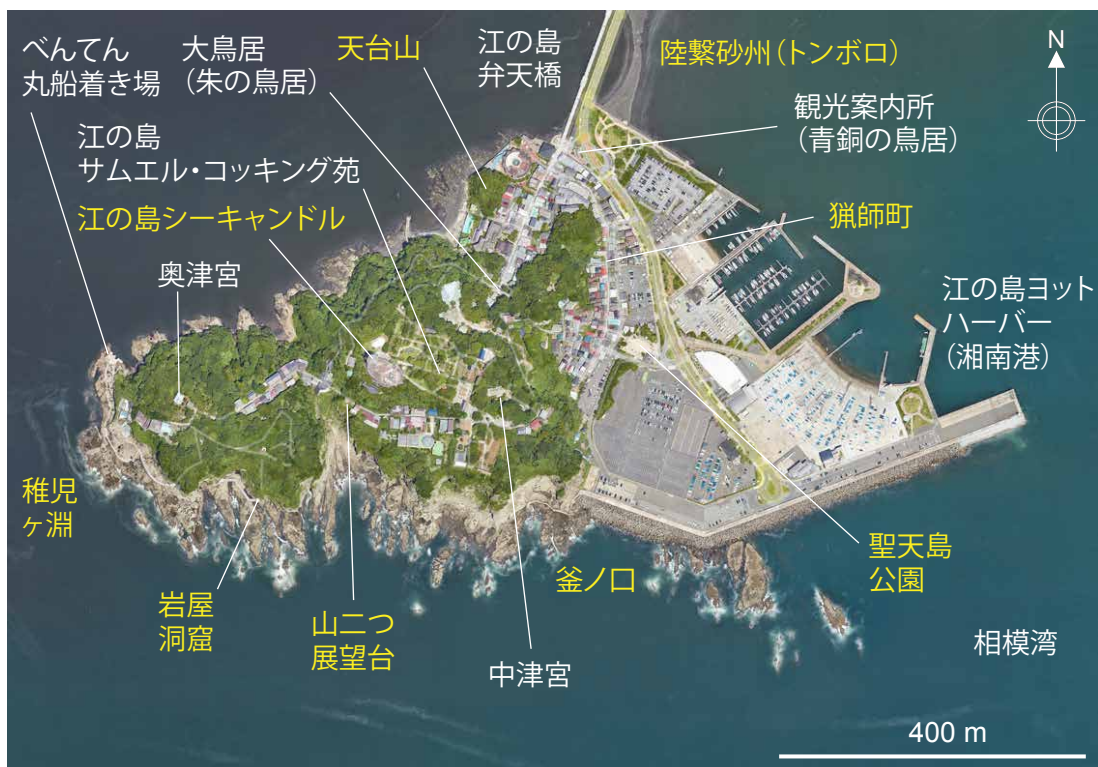 べんてん
丸船着き場
大鳥居
（朱の鳥居）
天台山
江の島
弁天橋
陸繋砂州（トンボロ）
N
観光案内所
（青銅の鳥居）
江の島
サムエル・コッキング苑
江の島シーキャンドル
猟師町
奥津宮
江の島ヨット
ハーバー
（湘南港）
稚児
ヶ淵
岩屋
洞窟
山二つ
展望台
釜ノ口
中津宮
聖天島
公園
相模湾
400 m